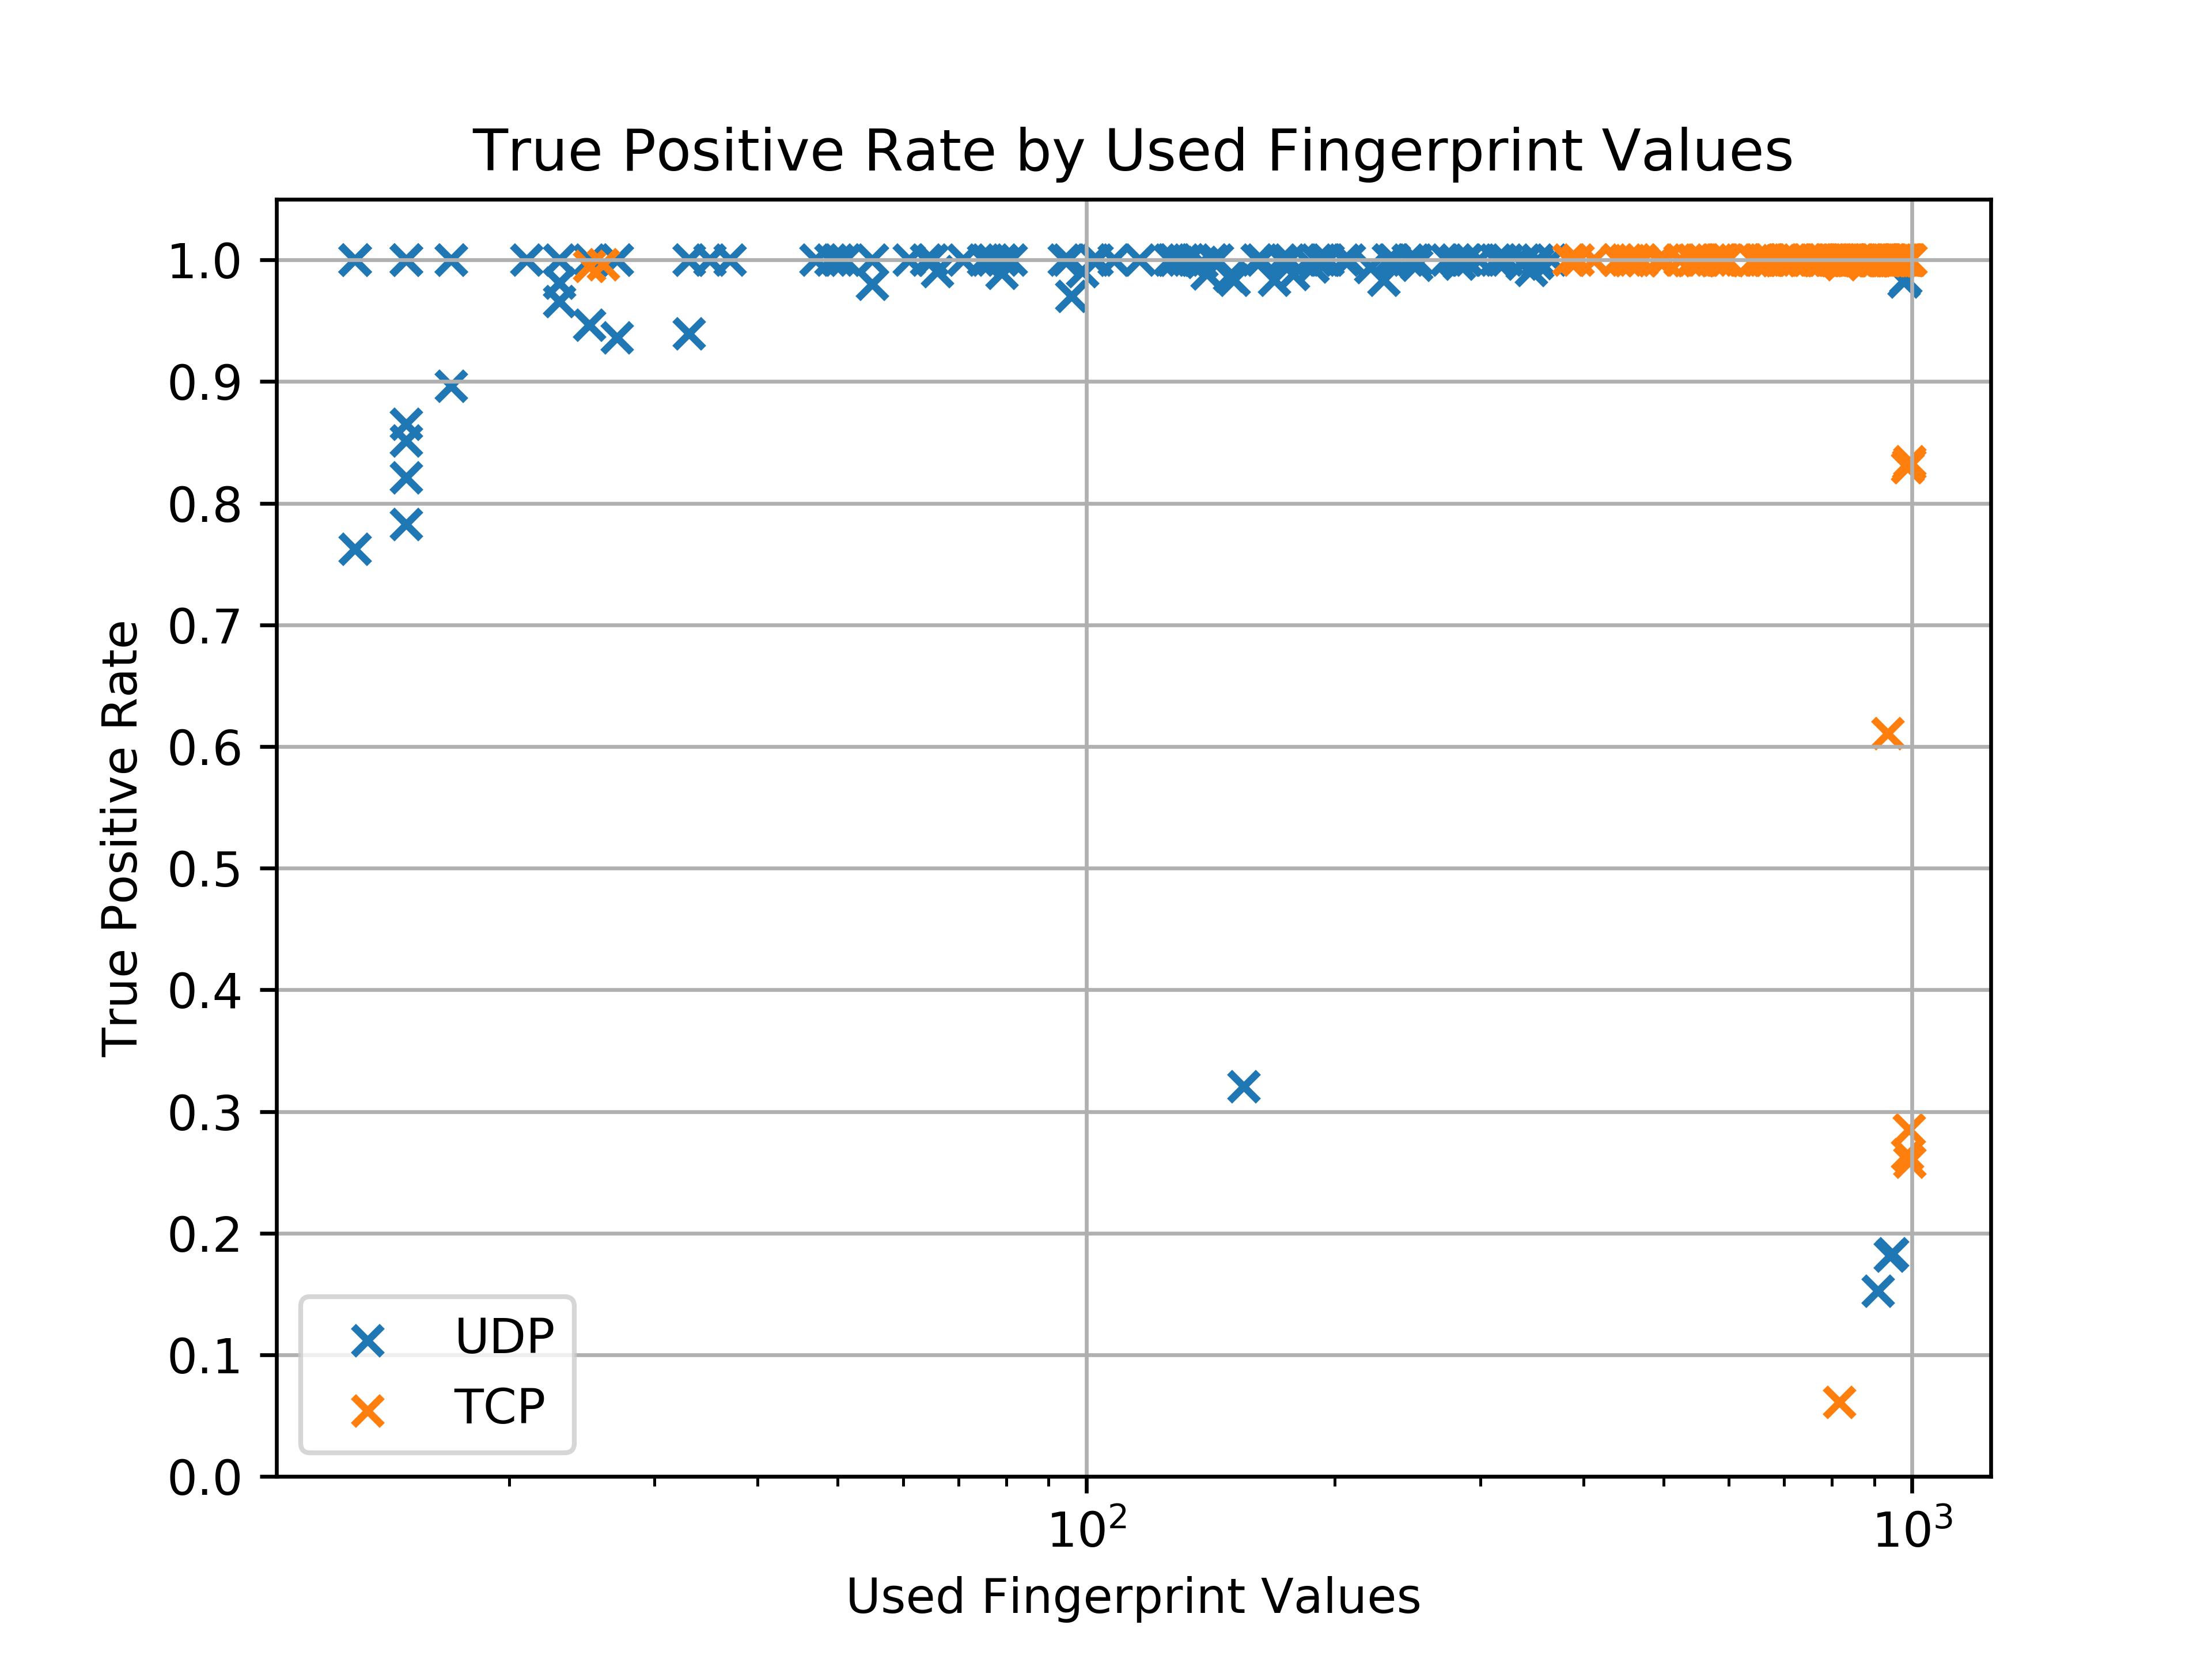 True Positive Rate by Used Fingerprint Values
True Positive Rate
1.0
0.9
0.8
0.7
0.6
0.5
0.4
0.3
0.2
0.1
0.0
UDP
TCP
10²
10³
Used Fingerprint Values